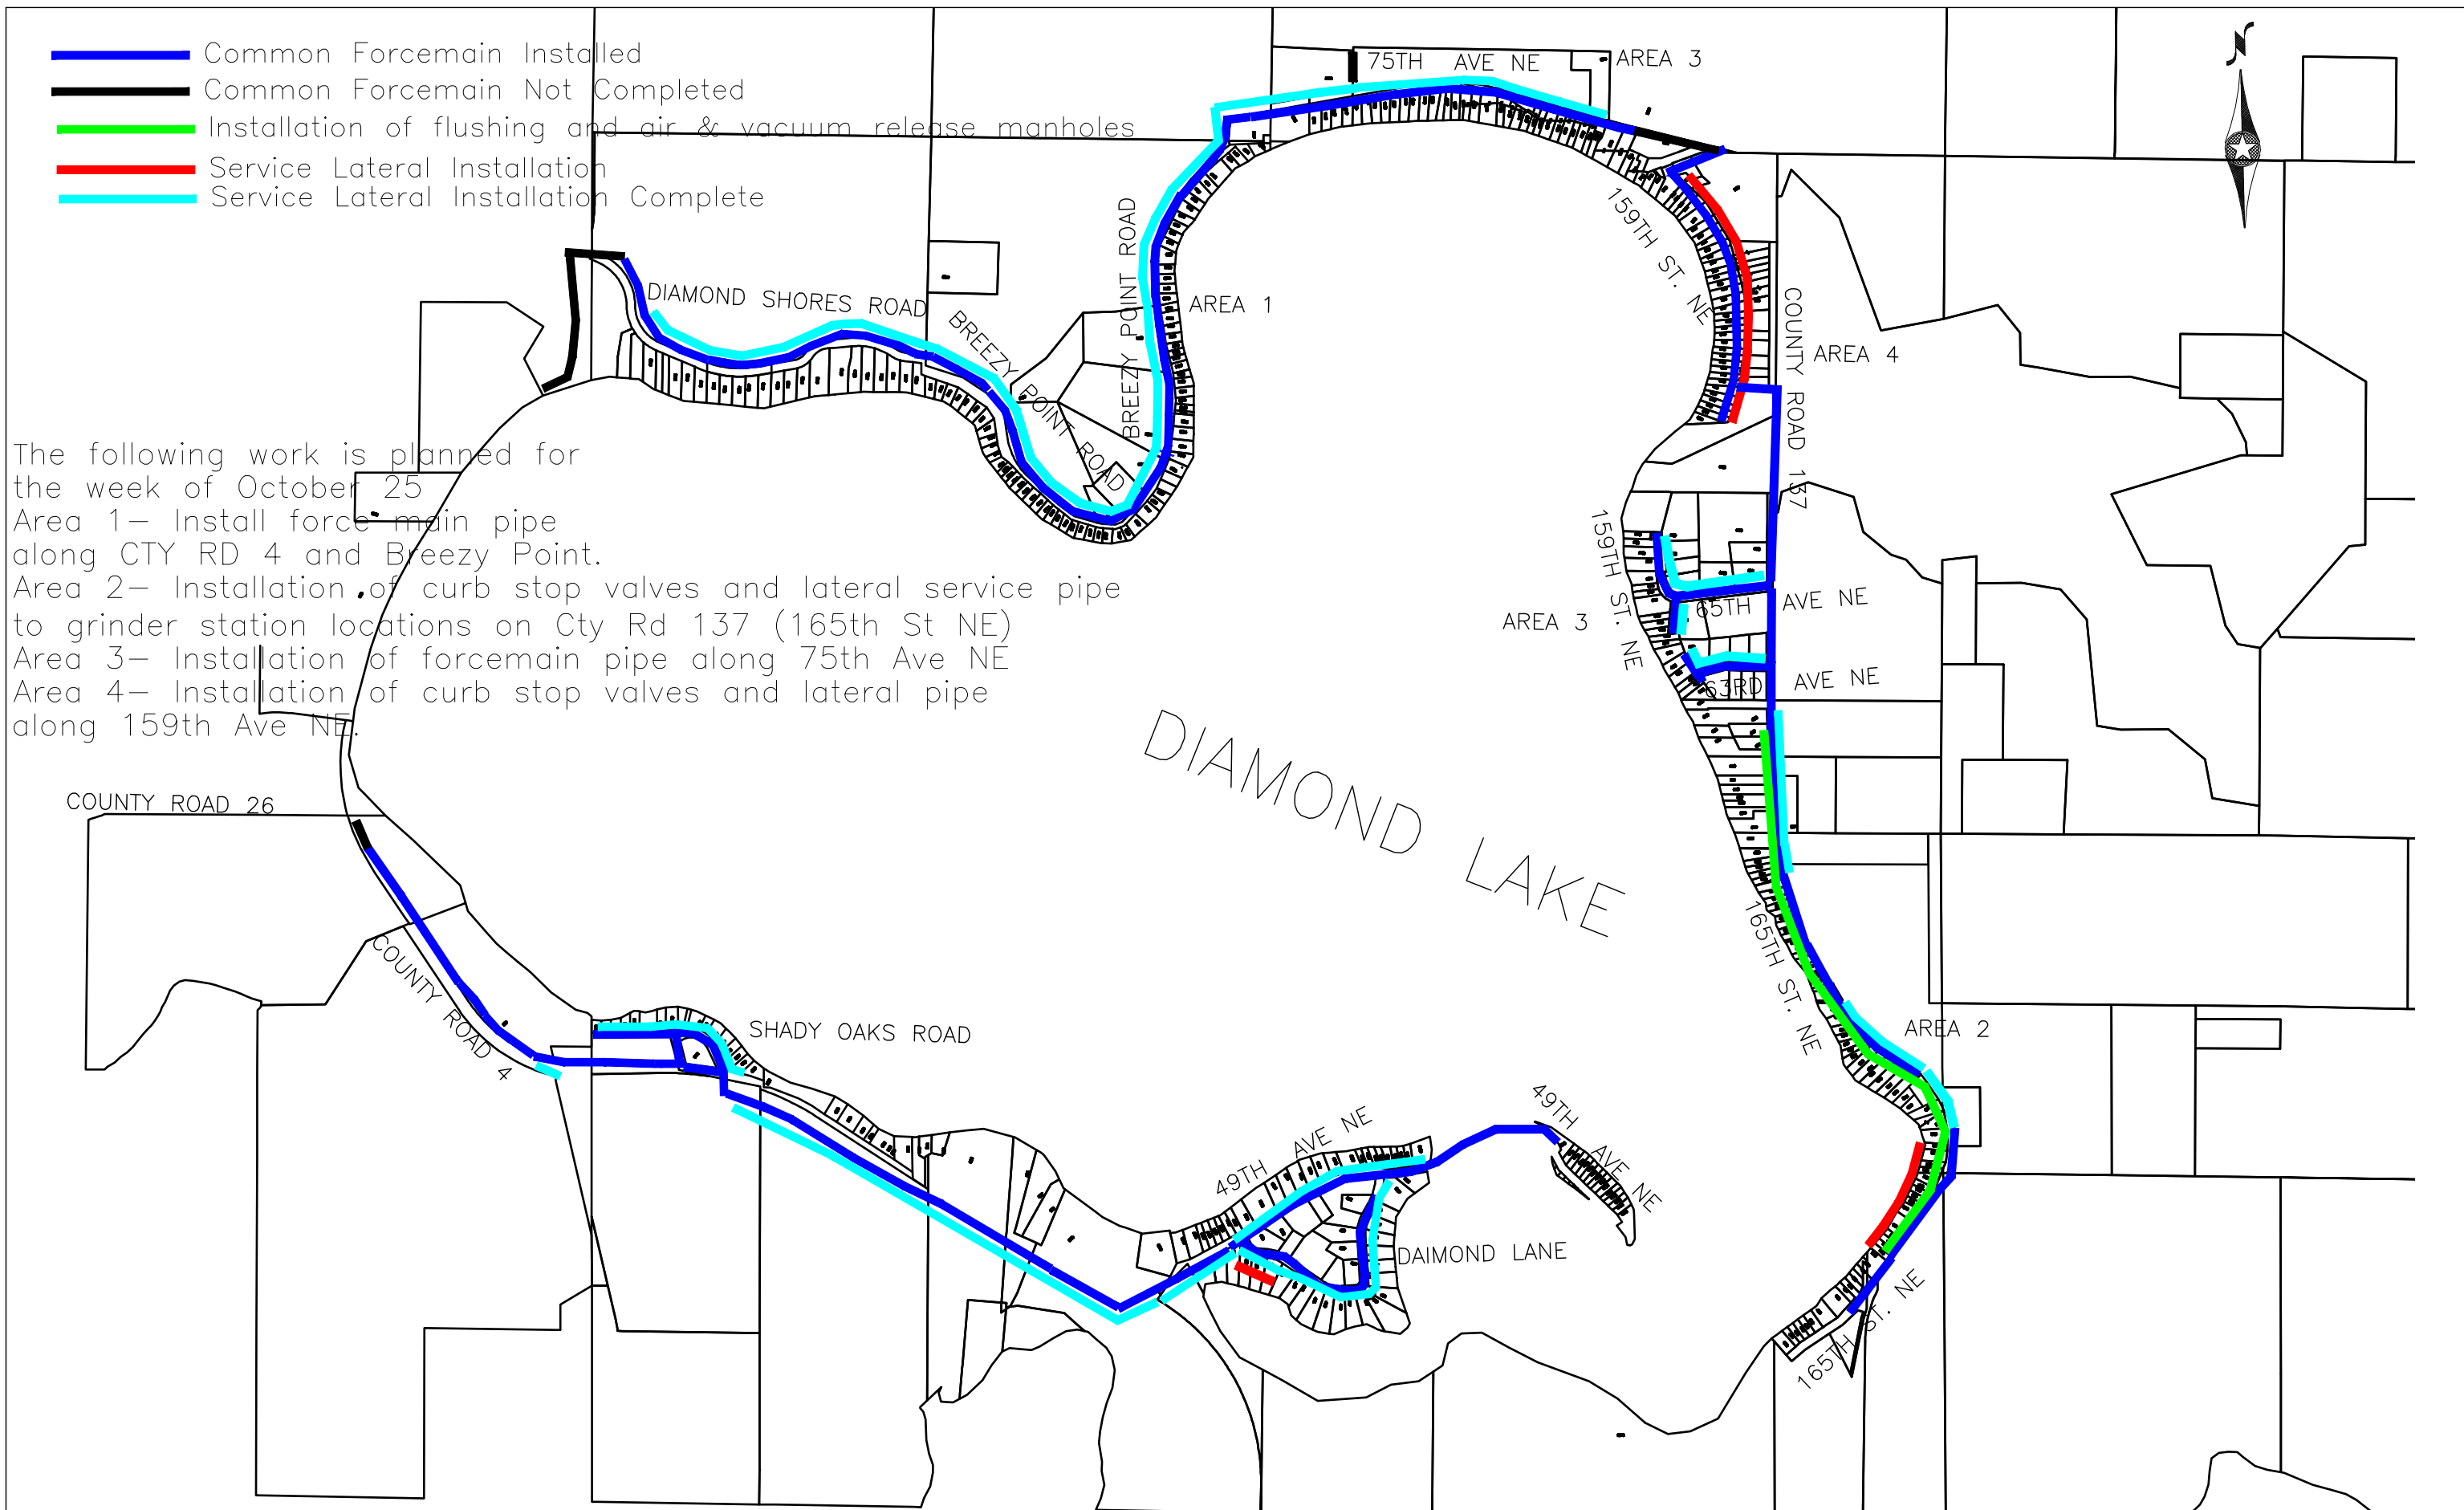 Common Forcemain Installed
Common Forcemain Not Completed
Installation of flushing and air & vacuum release manholes
Service Lateral Installation
Service Lateral Installation Complete
N
75TH AVE NE
AREA 3
159TH ST. NE
DIAMOND SHORES ROAD
BREEZY POINT ROAD
BREEZY POINT ROAD
AREA 1
COUNTY ROAD 137
AREA 4
The following work is planned for
the week of October 25
Area 1- Install force main pipe
along CTY RD 4 and Breezy Point.
Area 2- Installation of curb stop valves and lateral service pipe
to grinder station locations on Cty Rd 137 (165th St NE)
Area 3- Installation of forcemain pipe along 75th Ave NE
Area 4- Installation of curb stop valves and lateral pipe
along 159th Ave NE.
159TH ST. NE
65TH AVE NE
AREA 3
63RD AVE NE
DIAMOND LAKE
COUNTY ROAD 26
COUNTY ROAD 4
165TH ST. NE
AREA 2
SHADY OAKS ROAD
49TH AVE NE
49TH AVE NE
DAIMOND LANE
165TH ST. NE